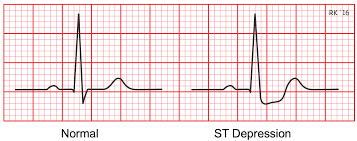 RK '16
Normal
ST Depression